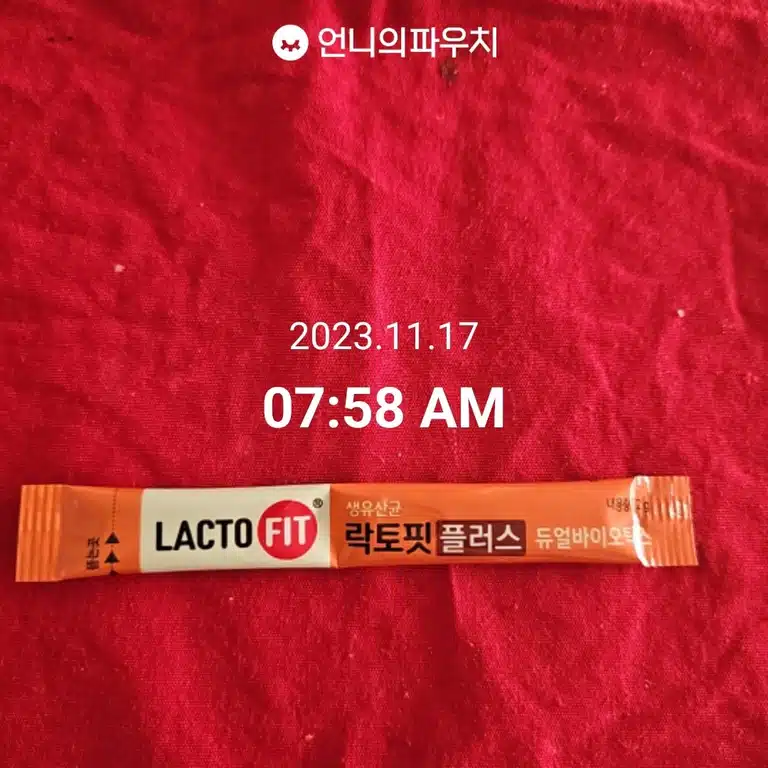 언니의파우치
2023.11.17
07:58 AM
LACTO FIT®
생유산균
락토핏 플러스 듀얼바이오틱스